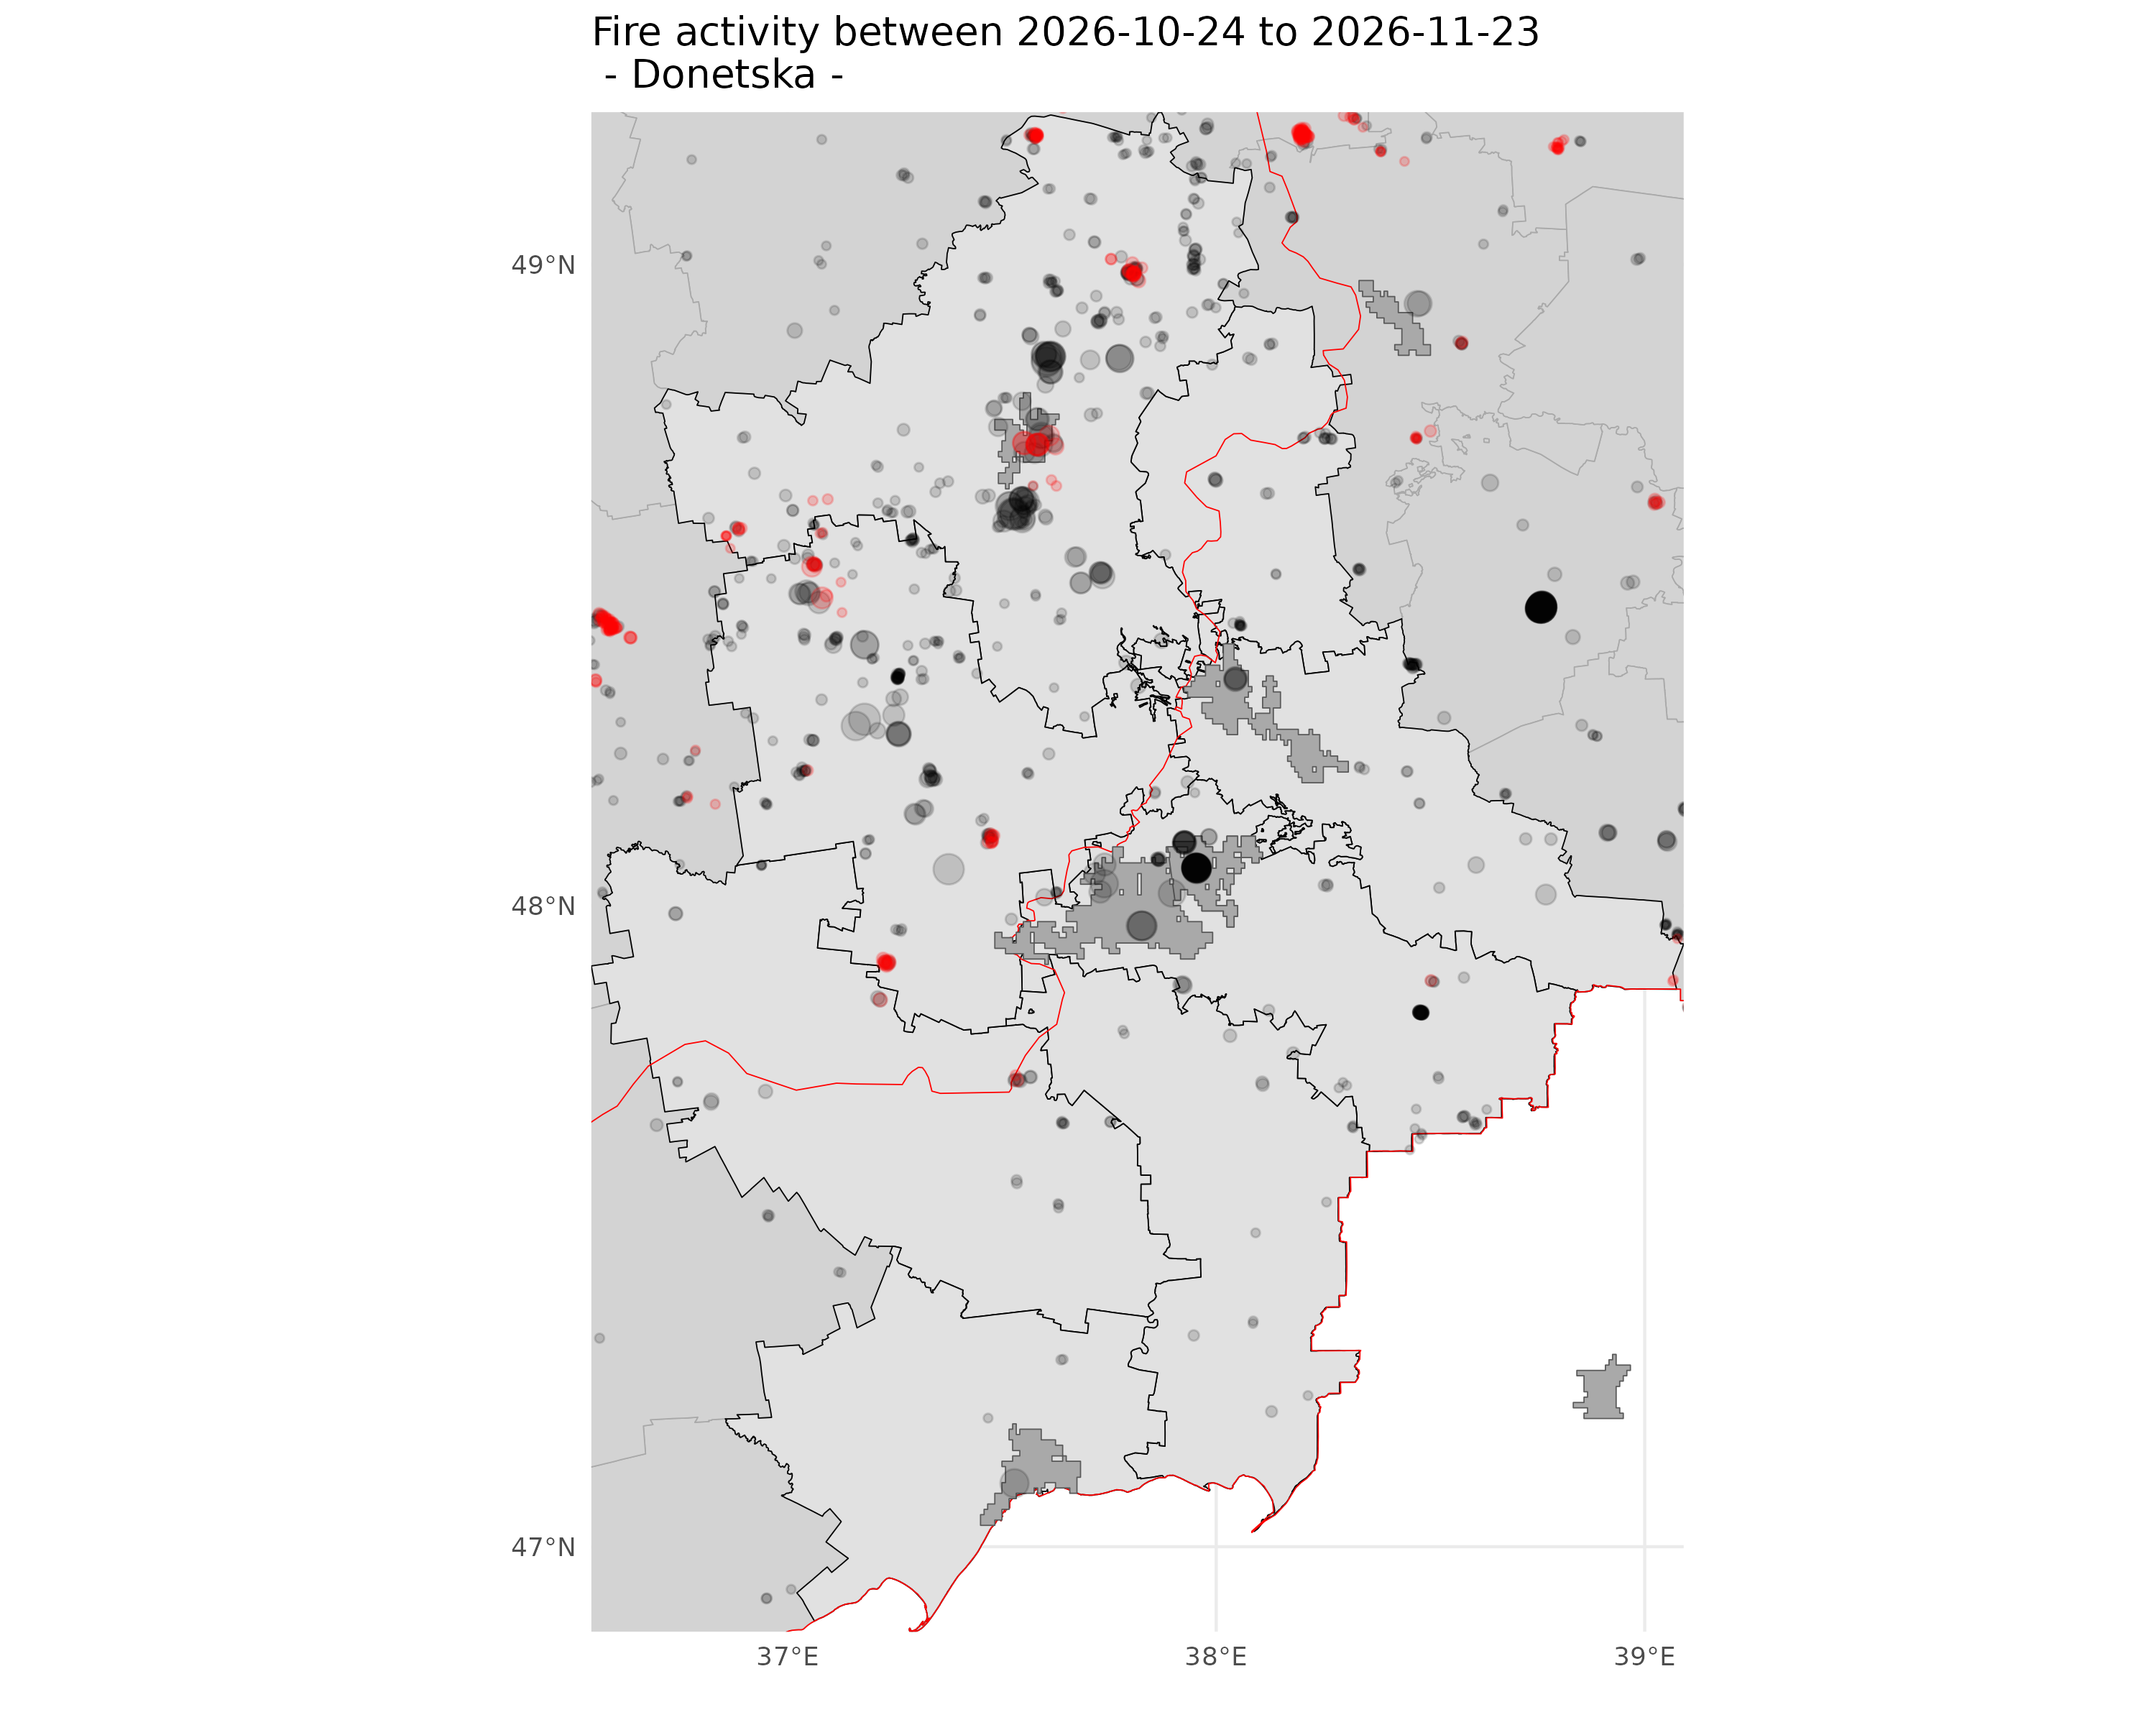 Fire activity between 2026-10-24 to 2026-11-23
- Donetska -
49°N
48°N
47°N
37°E
38°E
39°E